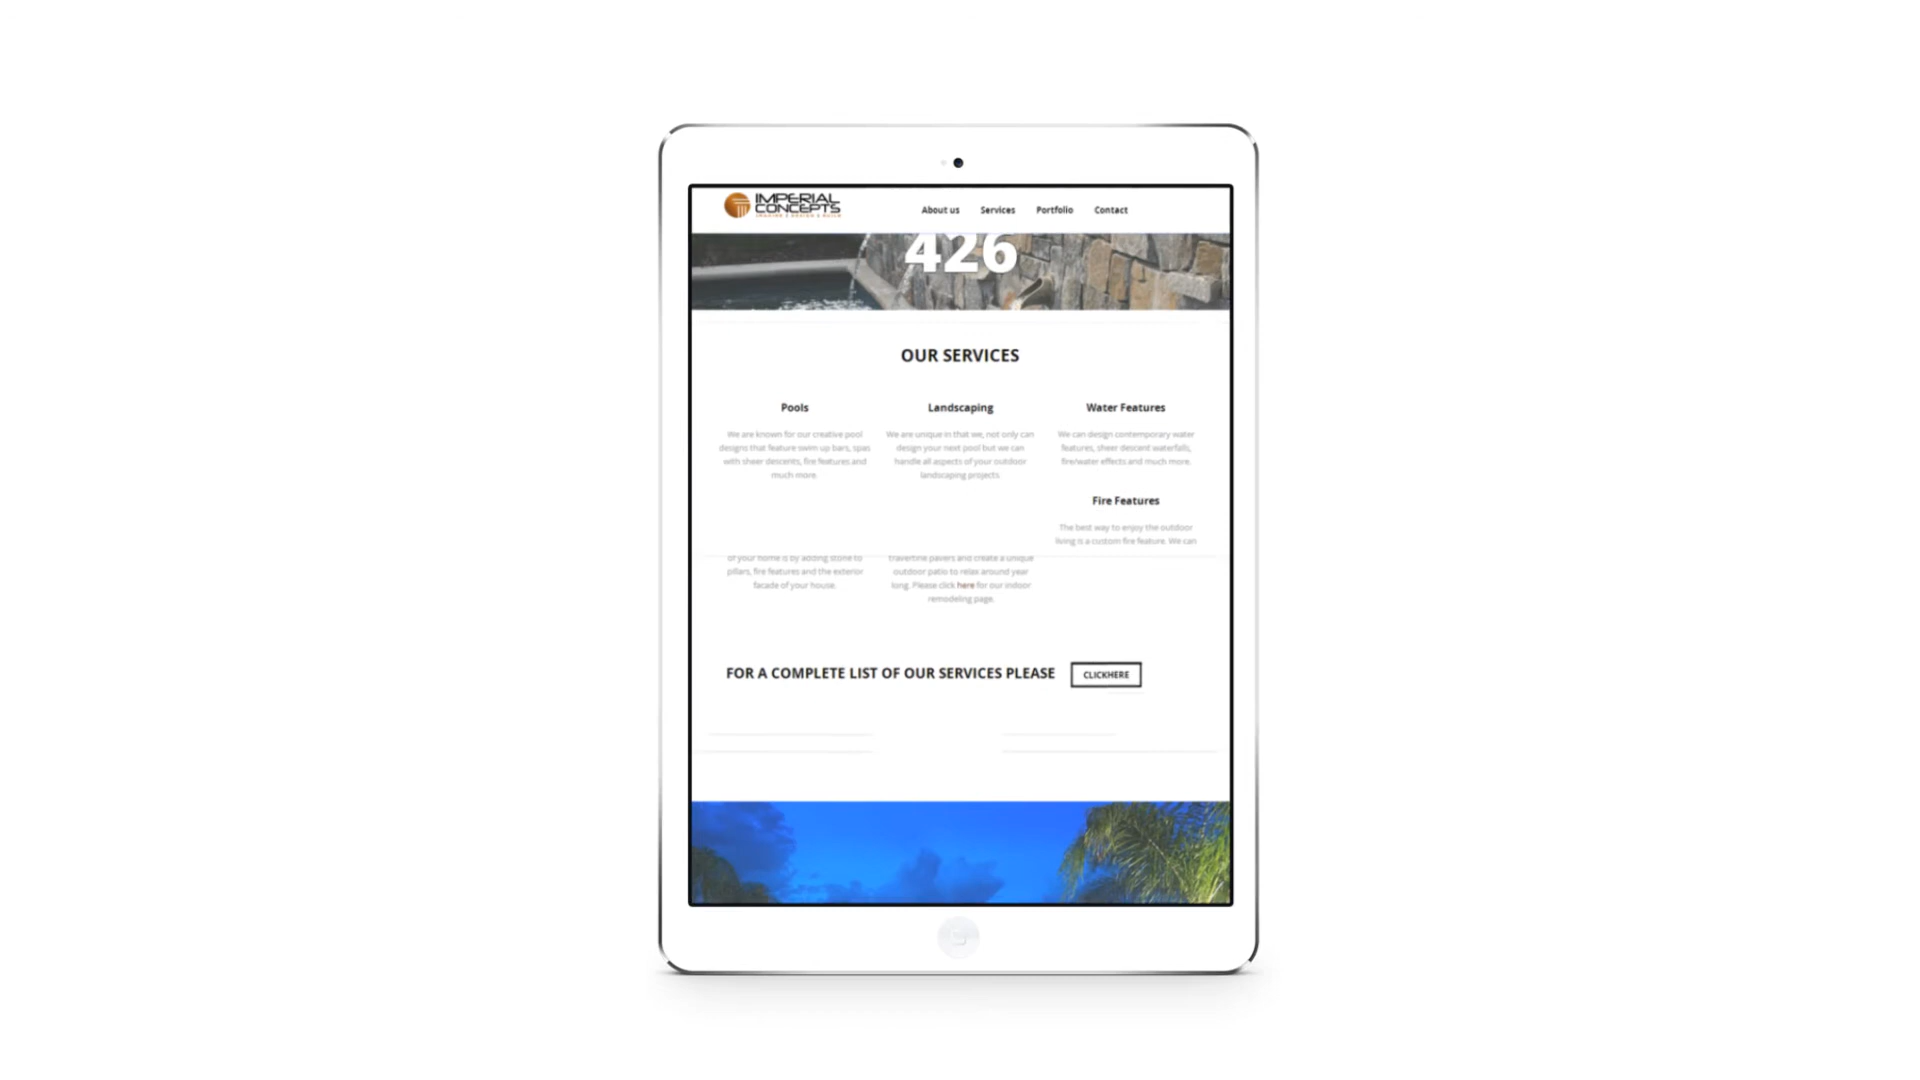 IMPERIAL
CONCEPTS
IMAGINE | DESIGN | BUILD
About us Services Portfolio Contact
426
OUR SERVICES
Pools
We are known for our creative pool
designs that feature swim up bars, spas
with sheer descents, fire features and
much more.
Landscaping
We are unique in that we, not only can
design your next pool but we can
handle all aspects of your outdoor
landscaping projects.
Water Features
We can design contemporary water
features, sheer descent waterfalls,
fire/water effects and much more.
Fire Features
The best way to enjoy the outdoor
living is a custom fire feature. We can
of your home is by adding stone to
pillars, fire features and the exterior
facade of your house.
travertine pavers and create a unique
outdoor patio to relax around year
long. Please click here for our indoor
remodeling page.
FOR A COMPLETE LIST OF OUR SERVICES PLEASE
CLICKHERE